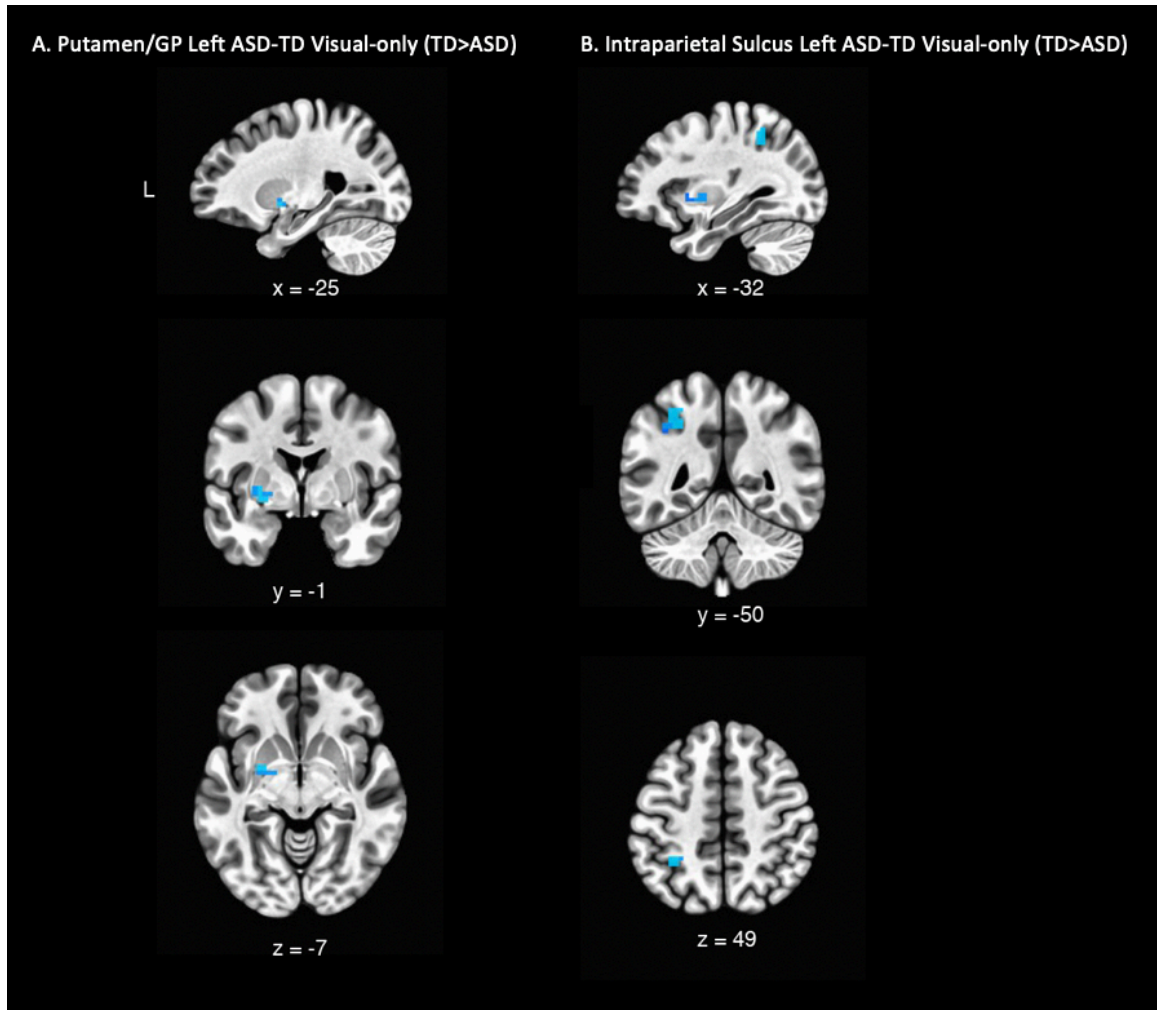 A. Putamen/GP Left ASD-TD Visual-only (TD>ASD)
L
x = -25
y = -1
z = -7
B. Intraparietal Sulcus Left ASD-TD Visual-only (TD>ASD)
x = -32
y = -50
z = 49